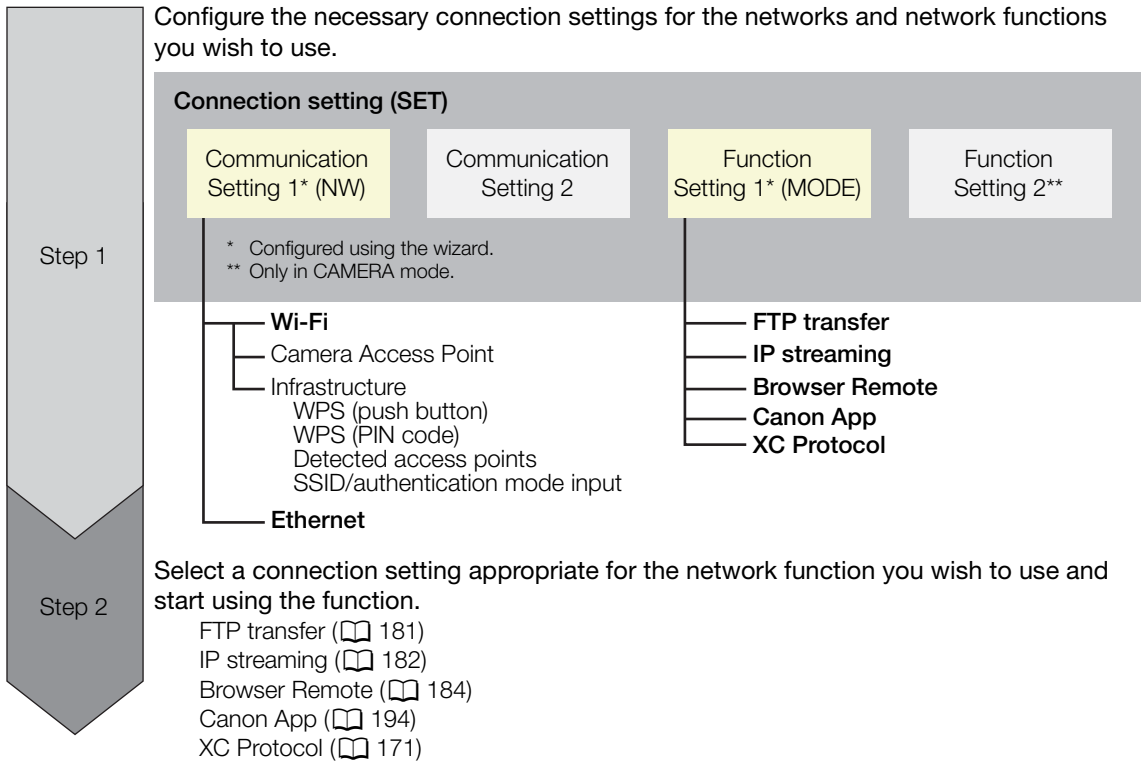 Configure the necessary connection settings for the networks and network functions
you wish to use.
Connection setting (SET)
Communication
Setting 1* (NW)
Communication
Setting 2
Function
Setting 1* (MODE)
Function
Setting 2**
* Configured using the wizard.
** Only in CAMERA mode.
Step 1
Wi-Fi
Camera Access Point
Infrastructure
WPS (push button)
WPS (PIN code)
Detected access points
SSID/authentication mode input
Ethernet
FTP transfer
IP streaming
Browser Remote
Canon App
XC Protocol
Step 2
Select a connection setting appropriate for the network function you wish to use and
start using the function.
FTP transfer (🕮 181)
IP streaming (🕮 182)
Browser Remote (🕮 184)
Canon App (🕮 194)
XC Protocol (🕮 171)